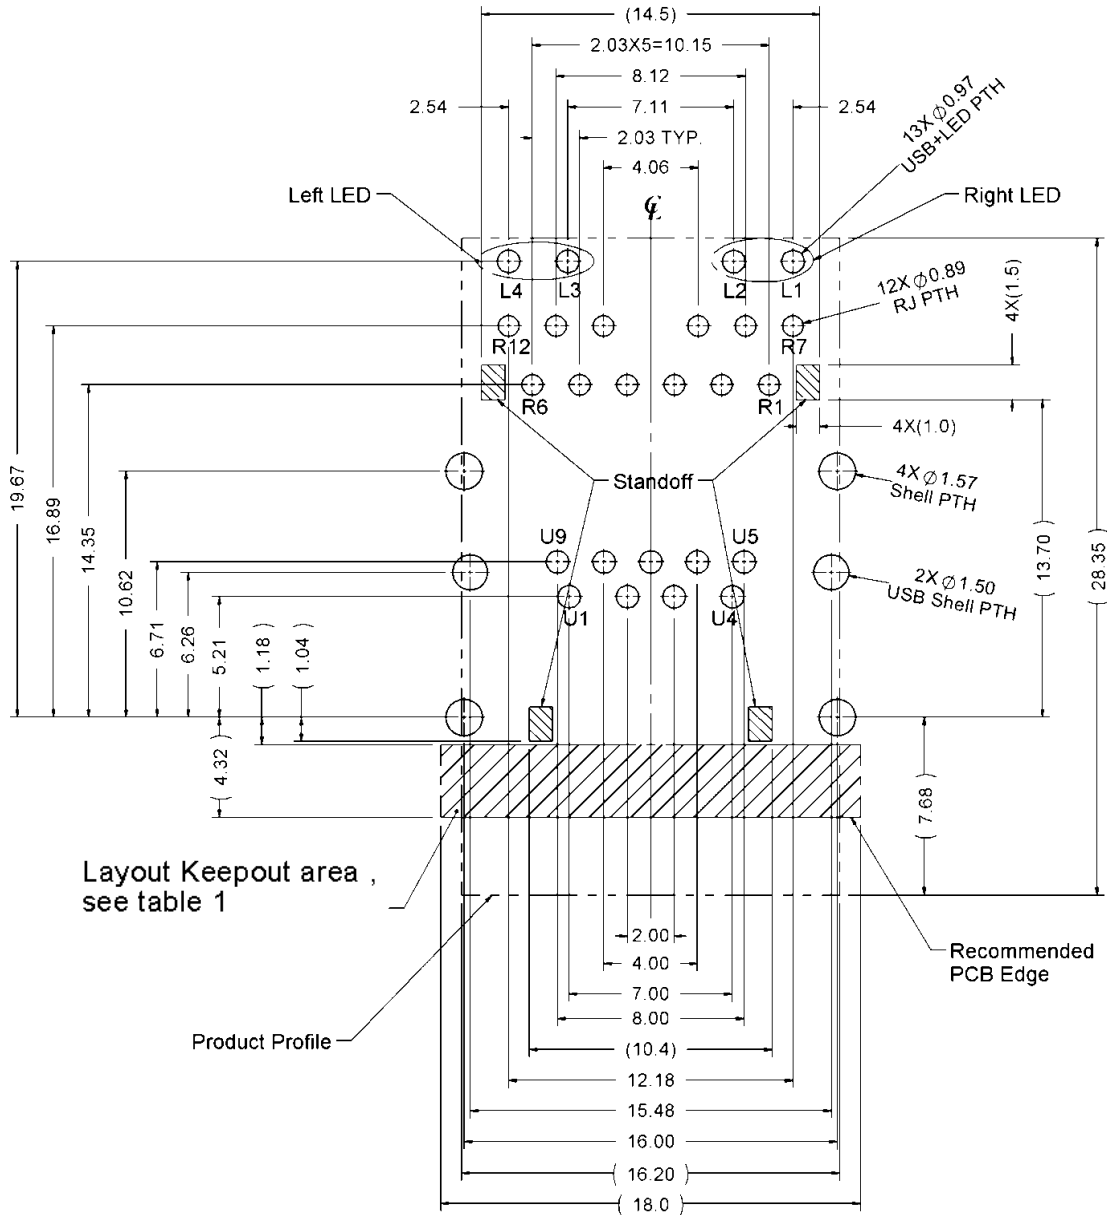 (14.5)
2.03X5=10.15
8.12
2.54
7.11
2.54
2.03 TYP.
4.06
13X Ø0.97
USB+LED PTH
Left LED
Right LED
℄
L4
L3
L2
L1
12X Ø0.89
RJ PTH
4X(1.5)
R12
R7
R6
R1
4X(1.0)
Standoff
4X Ø1.57
Shell PTH
19.67
16.89
14.35
10.62
6.71
6.26
5.21
( 1.18 )
( 1.04 )
( 4.32 )
U9
U5
U1
U4
2X Ø1.50
USB Shell PTH
( 13.70 )
( 28.35 )
( 7.68 )
Layout Keepout area ,
see table 1
Recommended
PCB Edge
Product Profile
2.00
4.00
7.00
8.00
(10.4)
12.18
15.48
16.00
( 16.20 )
( 18.0 )